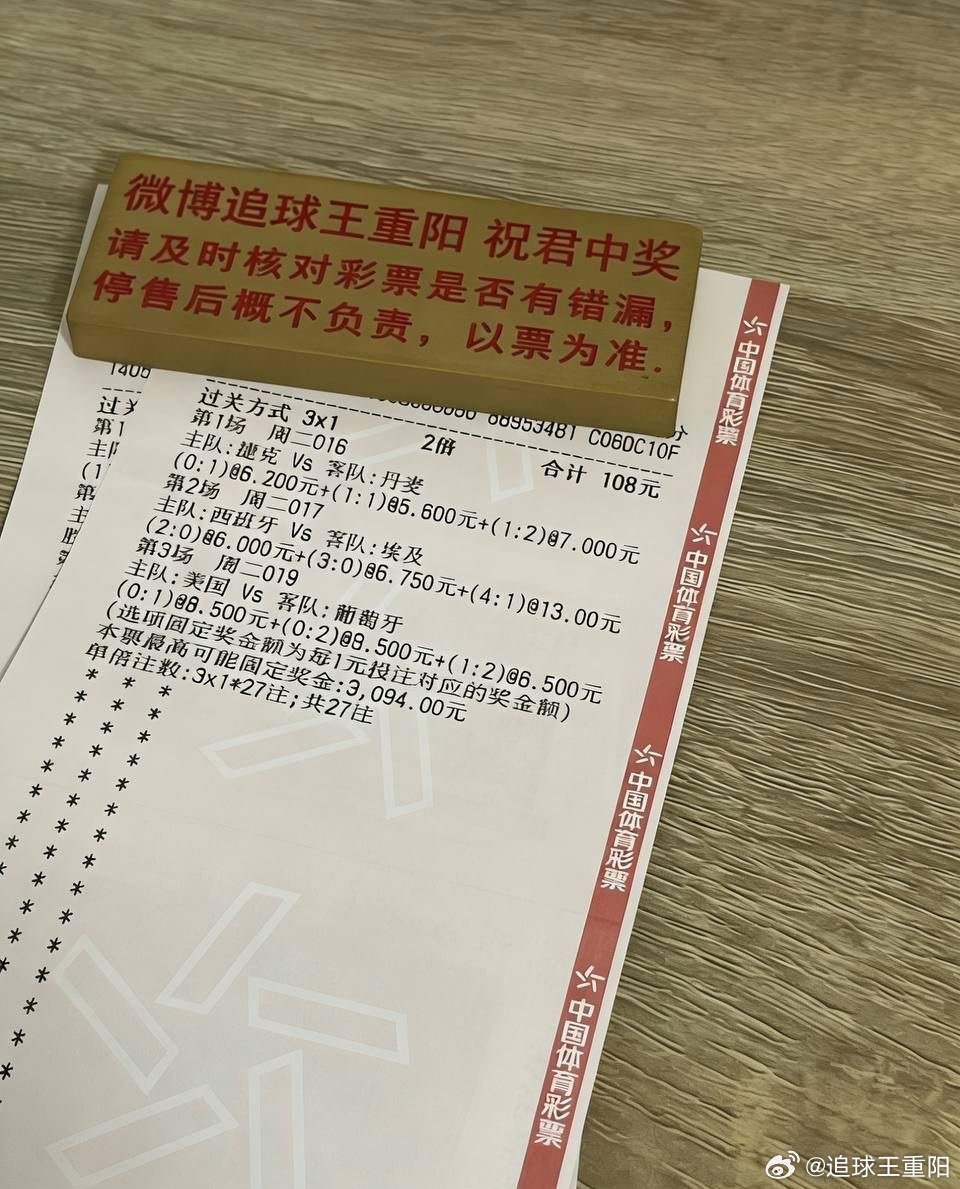 微博追球王重阳 祝君中奖
请及时核对彩票是否有错漏,
停售后概不负责, 以票为准.
88953481 C06DC10F
过关方式 3x1 2倍 合计 108元
第1场 周二016
主队:捷克 Vs 客队:丹奖
(0:1)@6.200元+(1:1)@5.600元+(1:2)@7.000元
第2场 周二017
主队:西班牙 Vs 客队:埃及
(2:0)@6.000元+(3:0)@6.750元+(4:1)@13.00元
第3场 周二019
主队:美国 Vs 客队:葡萄牙
(0:1)@6.500元+(0:2)@8.500元+(1:2)@6.500元
(选项固定奖金额为每1元投注对应的奖金额)
本票最高可能固定奖金:3,094.00元
单倍注数:3x1*27注;共27注
中国体育彩票
中国体育彩票
中国体育彩票
中国体育彩票
@追球王重阳